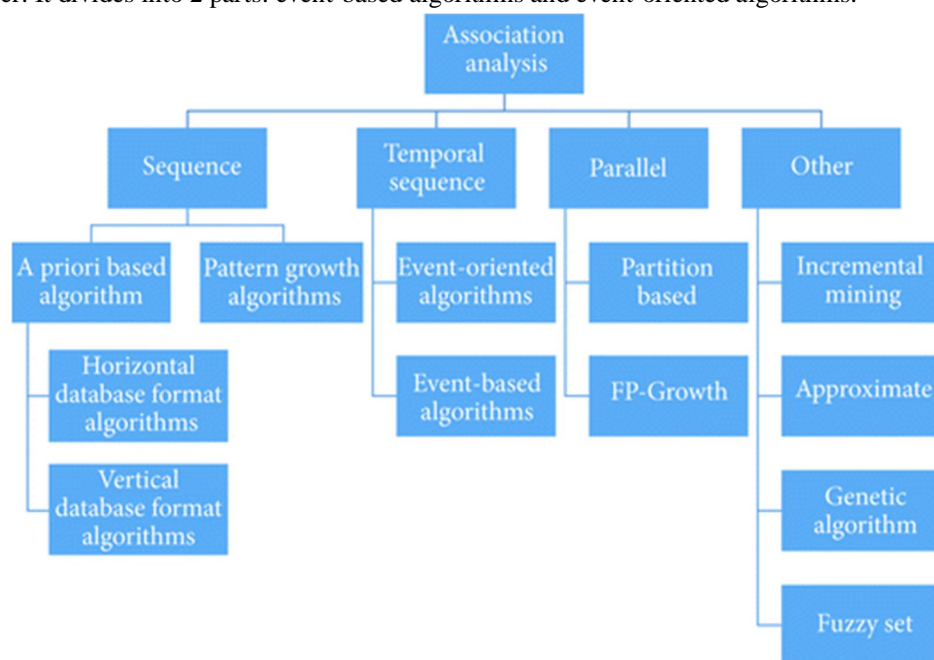 er. It divides into 2 parts: event-based algorithms and event-oriented algorithms.
Association
analysis
Sequence
Temporal
sequence
Parallel
Other
A priori based
algorithm
Pattern growth
algorithms
Event-oriented
algorithms
Partition
based
Incremental
mining
Horizontal
database format
algorithms
Event-based
algorithms
FP-Growth
Approximate
Vertical
database format
algorithms
Genetic
algorithm
Fuzzy set